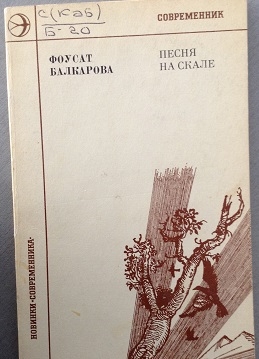 С(Каб)
Б-20
СОВРЕМЕННИК
ФОУСАТ
БАЛКАРОВА
ПЕСНЯ
НА СКАЛЕ
НОВИНКИ «СОВРЕМЕННИКА»